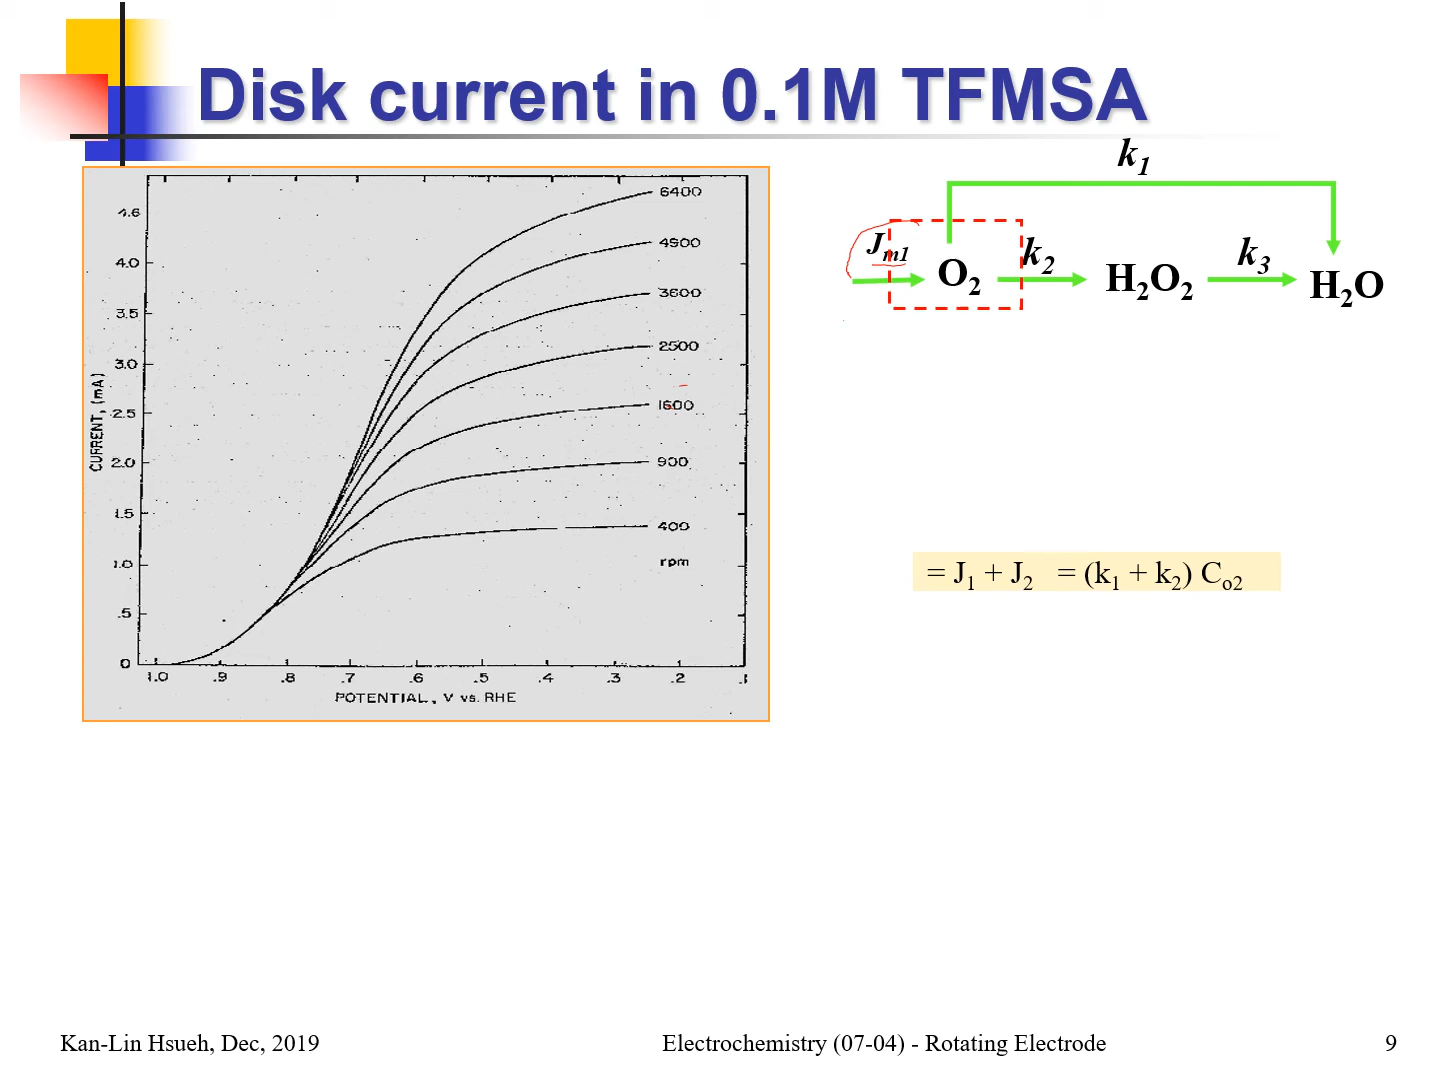 Disk current in 0.1M TFMSA
k1
Jm1
O2
k2
H2O2
k3
H2O
6400
4900
3600
2500
1600
900
400
rpm
4.6
4.0
3.5
3.0
2.5
2.0
1.5
1.0
.5
0
CURRENT, (mA)
1.0 .9 .8 .7 .6 .5 .4 .3 .2 .1
POTENTIAL, V vs. RHE
= J1 + J2 = (k1 + k2) Co2
Kan-Lin Hsueh, Dec, 2019
Electrochemistry (07-04) - Rotating Electrode
9